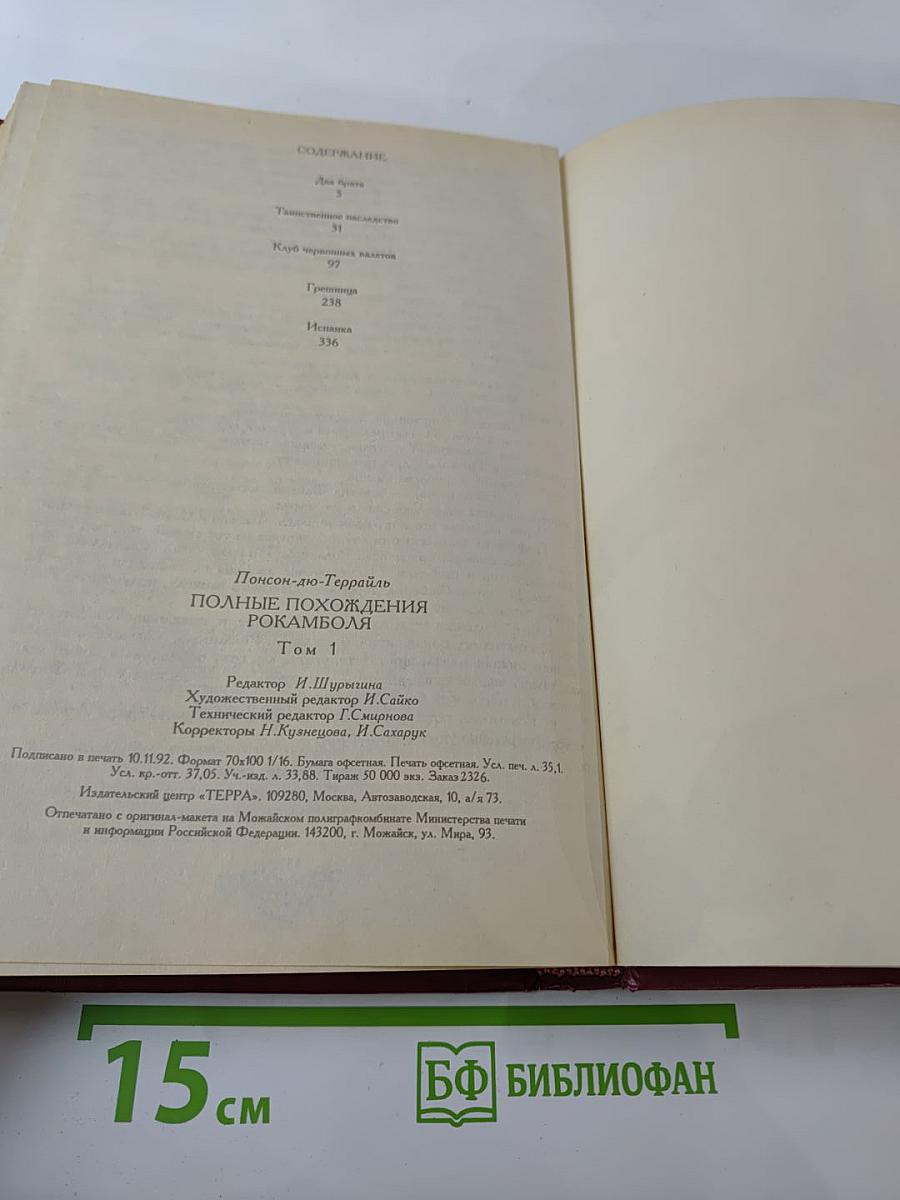 СОДЕРЖАНИЕ
Два брата
5
Таинственное наследство
31
Клуб червонных валетов
97
Грешница
238
Испанка
336
Понсон-дю-Террайль
ПОЛНЫЕ ПОХОЖДЕНИЯ
РОКАМБОЛЯ
Том 1
Редактор И.Шурыгина
Художественный редактор И.Сайко
Технический редактор Г.Смирнова
Корректоры Н.Кузнецова, И.Сахарук
Подписано в печать 10.11.92. Формат 70x100 1/16. Бумага офсетная. Печать офсетная. Усл. печ. л. 35,1.
Усл. кр.-отт. 37,05. Уч.-изд. л. 33,88. Тираж 50 000 экз. Заказ 2326.
Издательский центр «ТЕРРА». 109280, Москва, Автозаводская, 10, а/я 73.
Отпечатано с оригинал-макета на Можайском полиграфкомбинате Министерства печати
и информации Российской Федерации. 143200, г. Можайск, ул. Мира, 93.
15 см
БФ БИБЛИОФАН